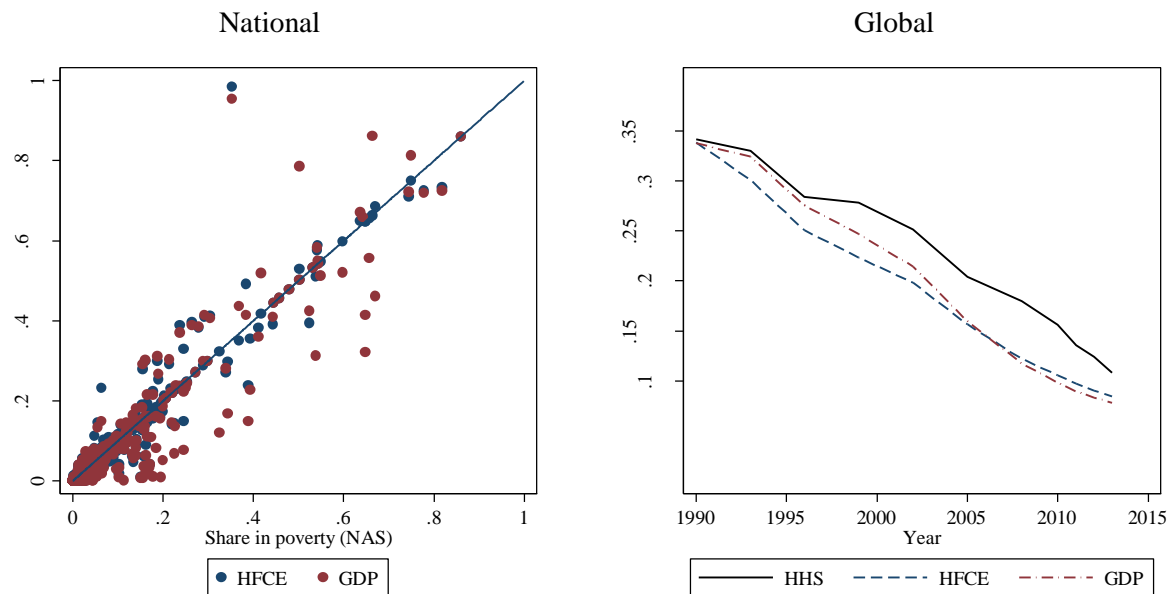 National
1
.8
.6
.4
.2
0
0 .2 .4 .6 .8 1
Share in poverty (NAS)
HFCE GDP
Global
.35
.3
.25
.2
.15
.1
1990 1995 2000 2005 2010 2015
Year
HHS HFCE GDP